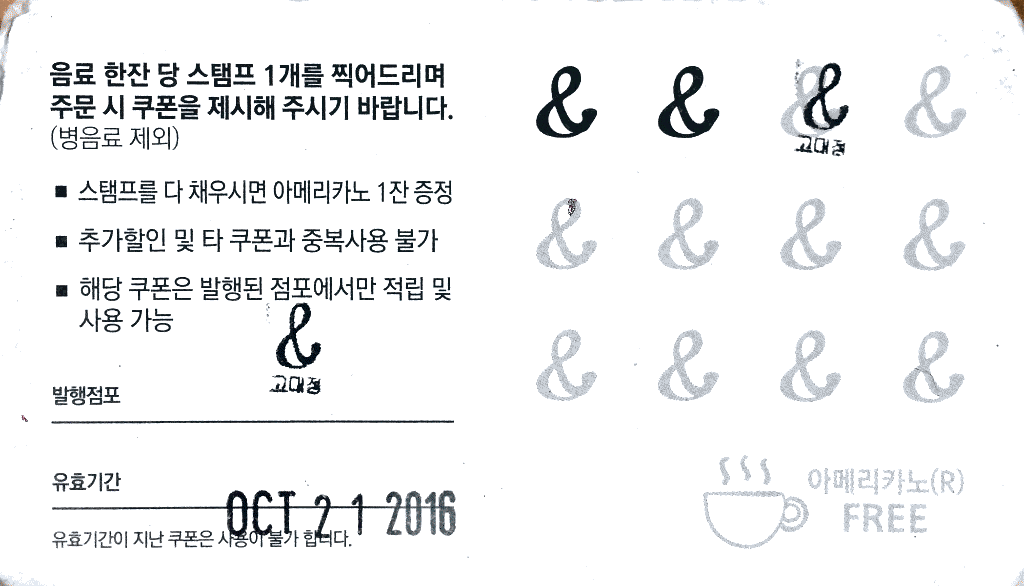 음료 한잔 당 스탬프 1개를 찍어드리며
주문 시 쿠폰을 제시해 주시기 바랍니다.
(병음료 제외)
■ 스탬프를 다 채우시면 아메리카노 1잔 증정
■ 추가할인 및 타 쿠폰과 중복사용 불가
■ 해당 쿠폰은 발행된 점포에서만 적립 및
사용 가능
&
고대점
발행점포
유효기간
OCT 21 2016
유효기간이 지난 쿠폰은 사용이 불가 합니다.
& & & &
고대점
& & & &
& & & &
아메리카노(R)
FREE